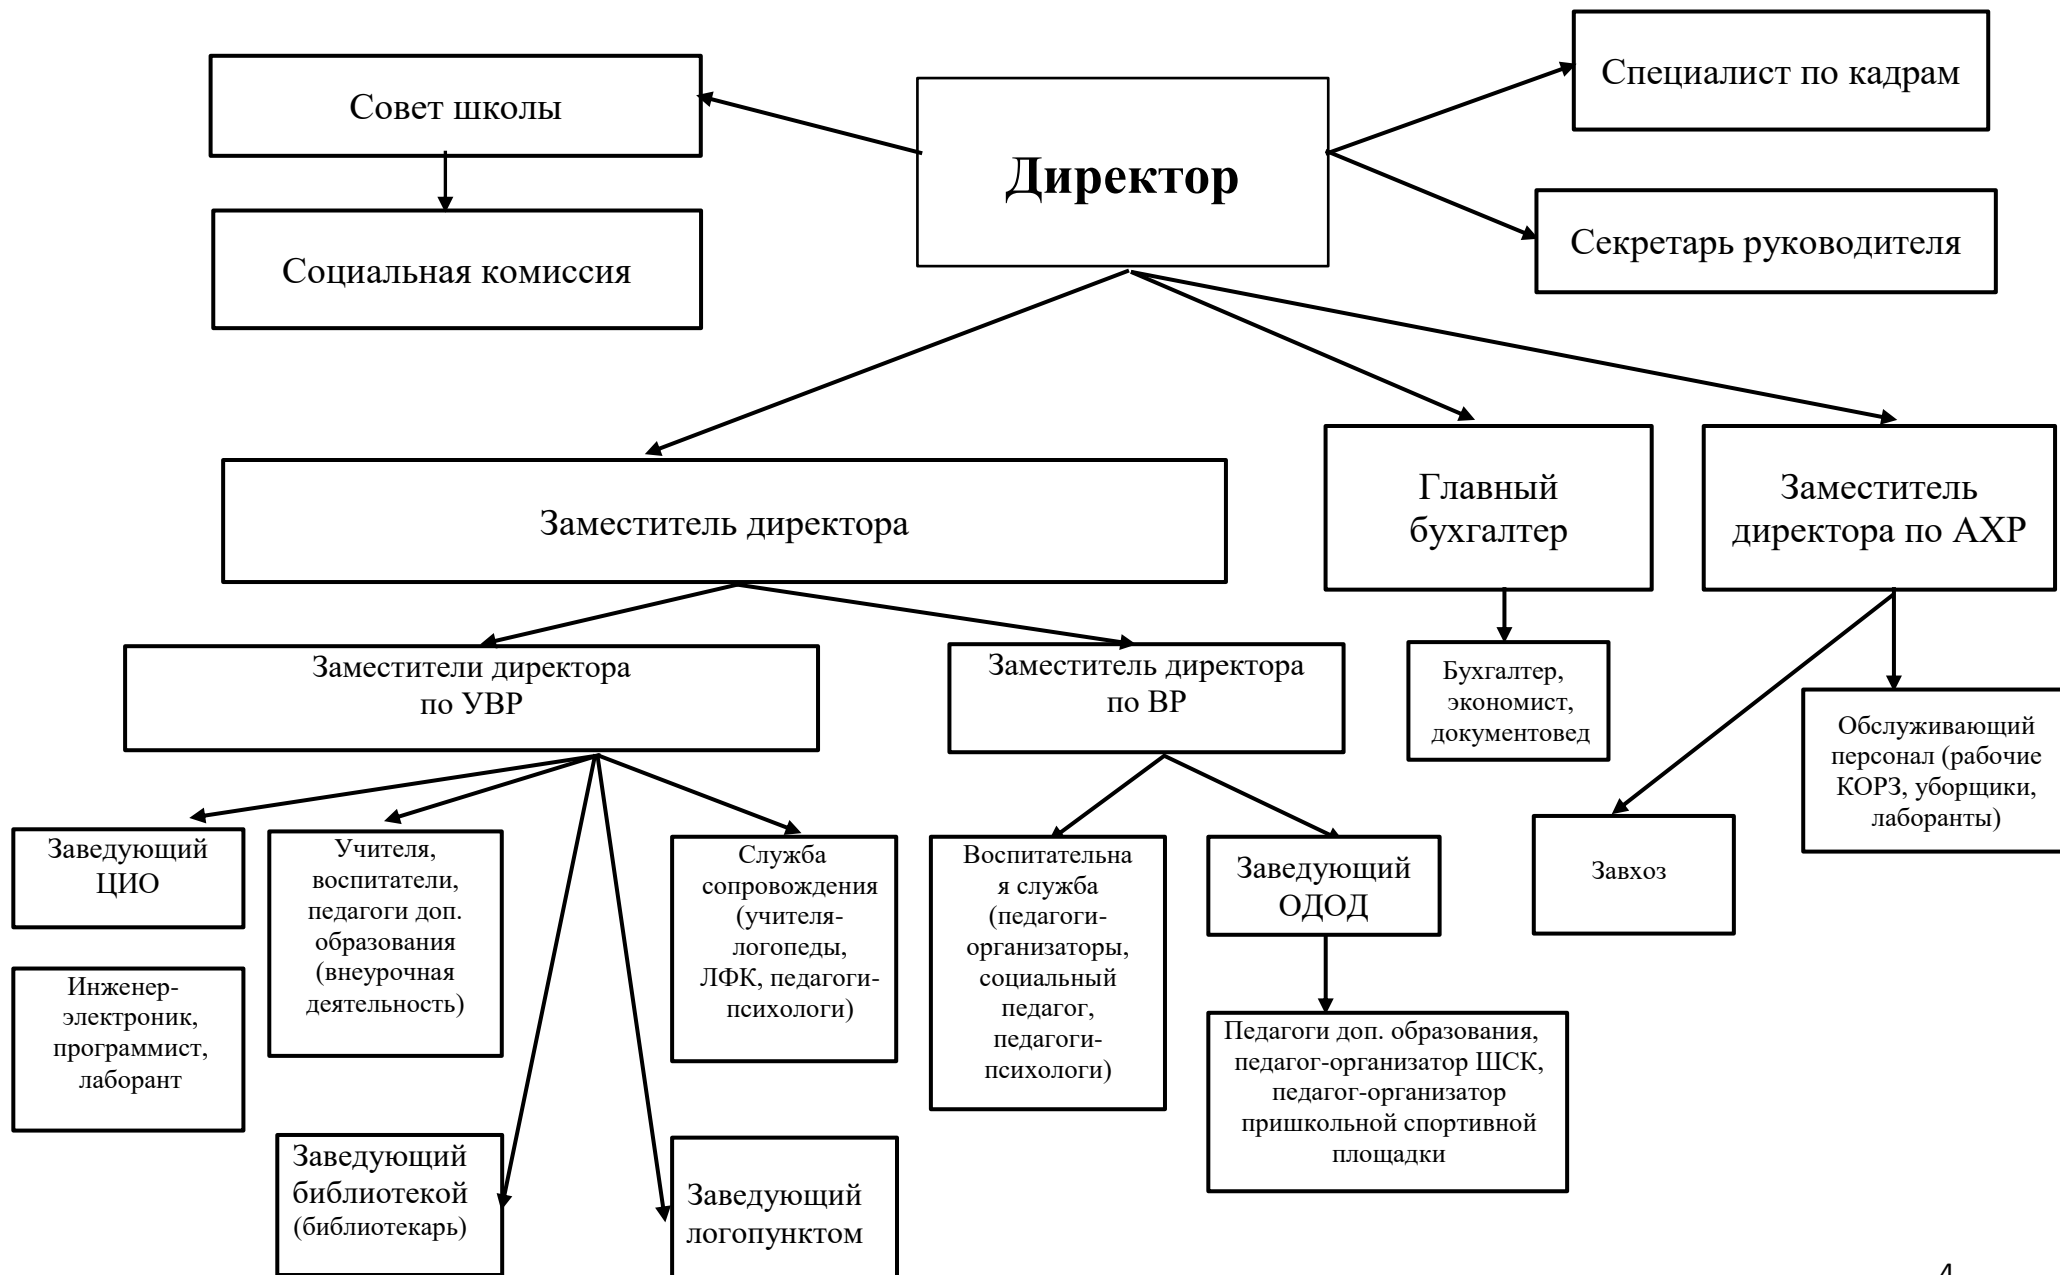 Специалист по кадрам
Совет школы
Директор
Секретарь руководителя
Социальная комиссия
Заместитель директора
Главный
бухгалтер
Заместитель
директора по АХР
Заместители директора
по УВР
Заместитель директора
по ВР
Бухгалтер,
экономист,
документовед
Обслуживающий
персонал (рабочие
КОРЗ, уборщики,
лаборанты)
Заведующий
ЦИО
Учителя,
воспитатели,
педагоги доп.
образования
(внеурочная
деятельность)
Служба
сопровождения
(учителя-
логопеды,
ЛФК, педагоги-
психологи)
Воспитательна
я служба
(педагоги-
организаторы,
социальный
педагог,
педагоги-
психологи)
Заведующий
ОДОД
Завхоз
Инженер-
электроник,
программист,
лаборант
Педагоги доп. образования,
педагог-организатор ШСК,
педагог-организатор
пришкольной спортивной
площадки
Заведующий
библиотекой
(библиотекарь)
Заведующий
логопунктом
4